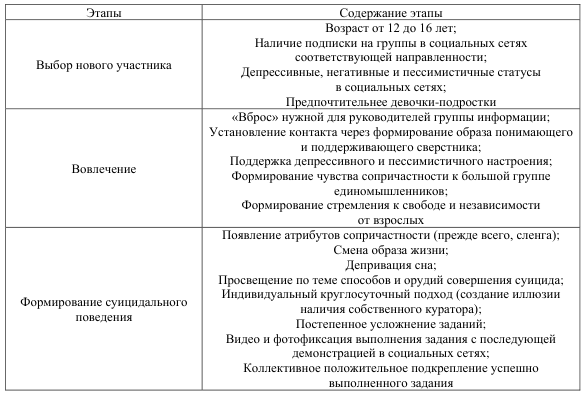 Этапы
Содержание этапы
Выбор нового участника
Возраст от 12 до 16 лет;
Наличие подписки на группы в социальных сетях
соответствующей направленности;
Депрессивные, негативные и пессимистичные статусы
в социальных сетях;
Предпочтительнее девочки-подростки
Вовлечение
«Вброс» нужной для руководителей группы информации;
Установление контакта через формирование образа понимающего
и поддерживающего сверстника;
Поддержка депрессивного и пессимистичного настроения;
Формирование чувства сопричастности к большой группе
единомышленников;
Формирование стремления к свободе и независимости
от взрослых
Формирование суицидального
поведения
Появление атрибутов сопричастности (прежде всего, сленга);
Смена образа жизни;
Депривация сна;
Просвещение по теме способов и орудий совершения суицида;
Индивидуальный круглосуточный подход (создание иллюзии
наличия собственного куратора);
Постепенное усложнение заданий;
Видео и фотофиксация выполнения задания с последующей
демонстрацией в социальных сетях;
Коллективное положительное подкрепление успешно
выполненного задания